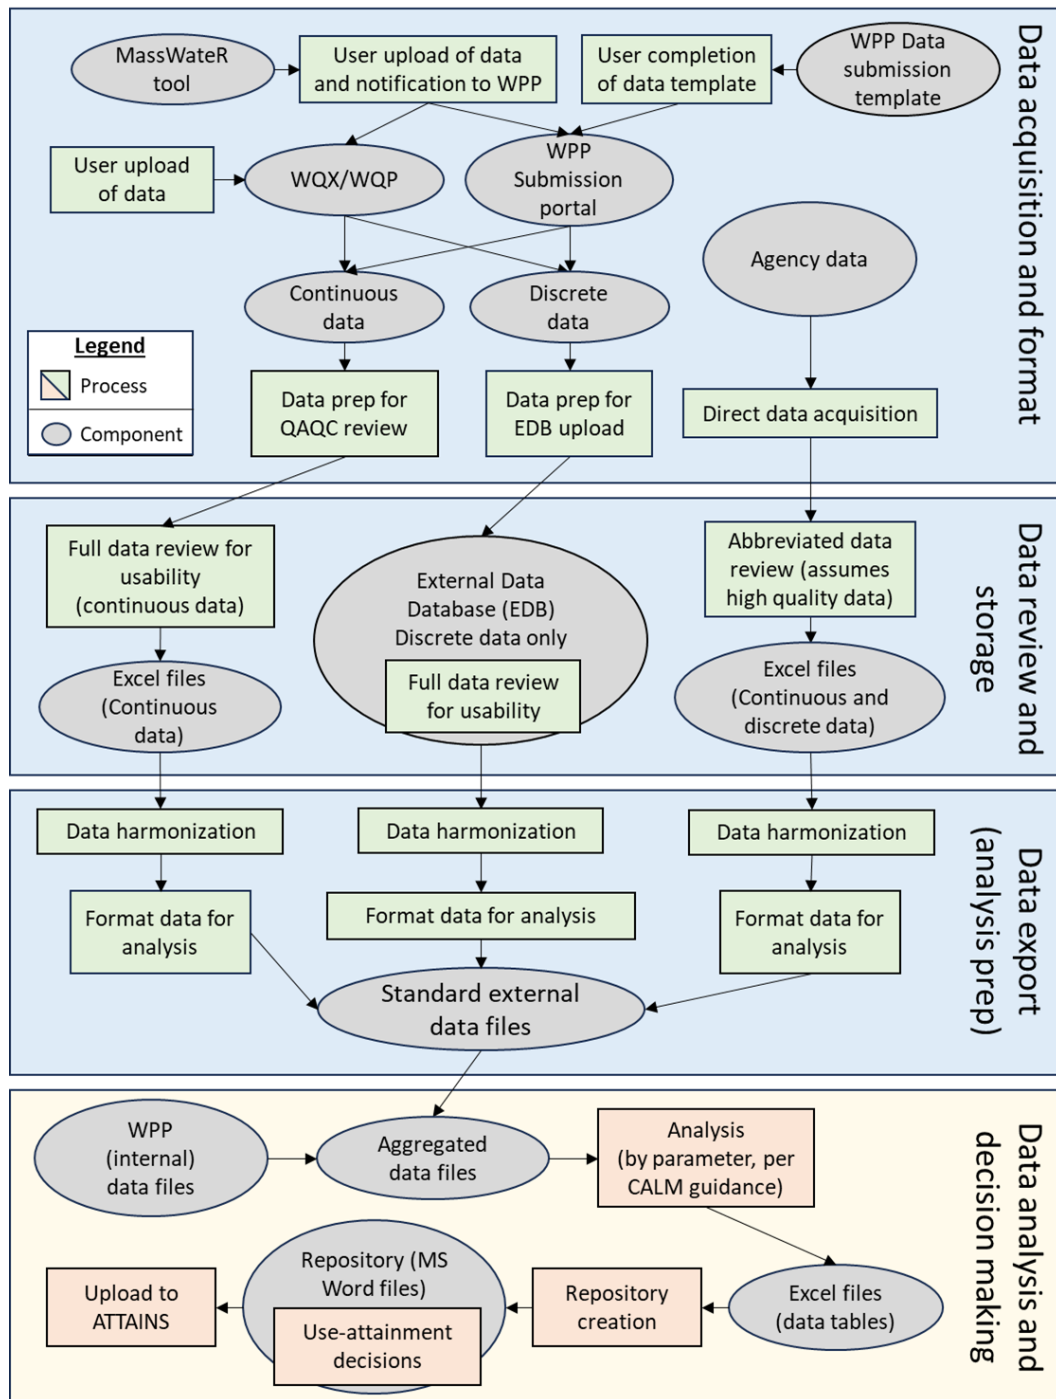 MassWateR
tool
User upload of data
and notification to WPP
User completion
of data template
WPP Data
submission
template
User upload
of data
WQX/WQP
WPP
Submission
portal
Agency data
Continuous
data
Discrete
data
Legend
Process
Component
Data prep for
QAQC review
Data prep for
EDB upload
Direct data acquisition
Data acquisition and format
Full data review for
usability
(continuous data)
External Data
Database (EDB)
Discrete data only
Full data review
for usability
Abbreviated data
review (assumes
high quality data)
Excel files
(Continuous
data)
Excel files
(Continuous and
discrete data)
Data review and
storage
Data harmonization
Data harmonization
Data harmonization
Format data for
analysis
Format data for analysis
Format data for
analysis
Standard external
data files
Data export
(analysis prep)
WPP
(internal)
data files
Aggregated
data files
Analysis
(by parameter, per
CALM guidance)
Upload to
ATTAINS
Repository (MS
Word files)
Use-attainment
decisions
Repository
creation
Excel files
(data tables)
Data analysis and
decision making